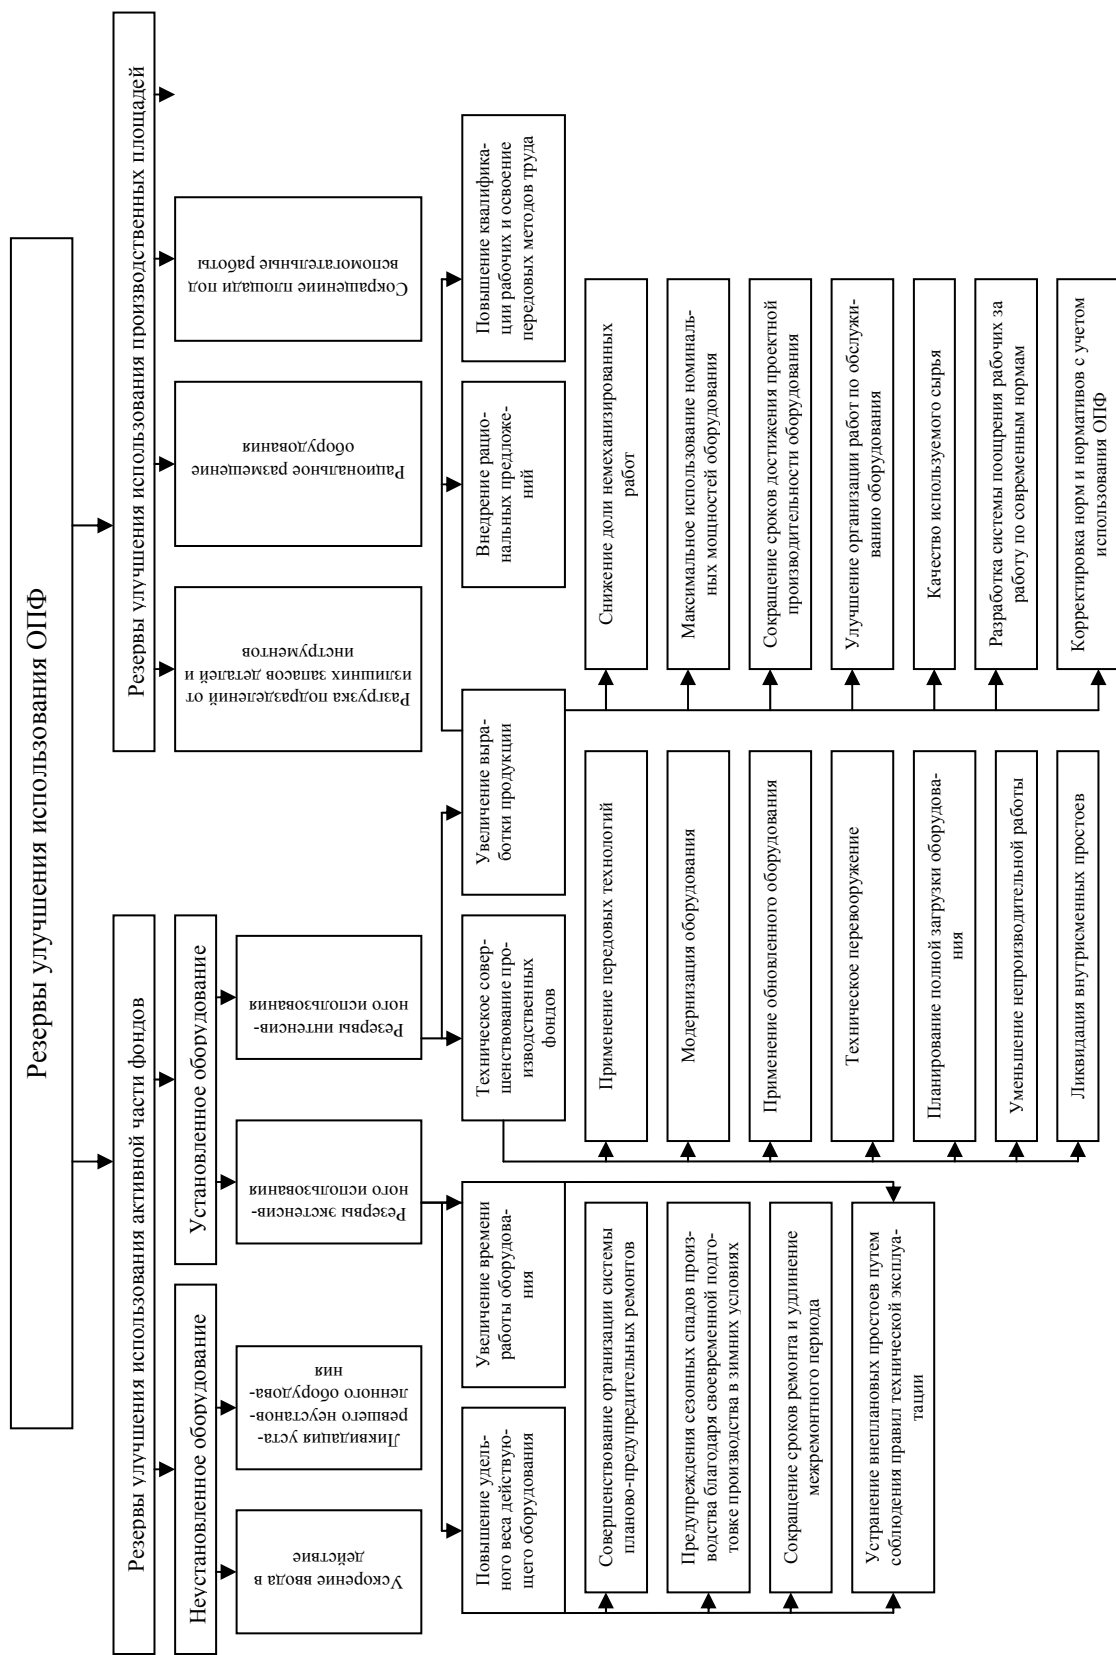 Резервы улучшения использования ОПФ
Резервы улучшения использования активной части фондов
Резервы улучшения использования производственных площадей
Неустановленное оборудование
Установленное оборудование
Ускорение ввода в
действие
Ликвидация уста-
ревшего неустанов-
ленного оборудова-
ния
Резервы экстенсив-
ного использования
Резервы интенсив-
ного использования
Разгрузка подразделений от
излишних запасов деталей и
инструментов
Рациональное размещение
оборудования
Сокращениие площади под
вспомогательные работы
Повышение удель-
ного веса действую-
щего оборудования
Увеличение времени
работы оборудова-
ния
Техническое совер-
шенствование про-
изводственных
фондов
Увеличение выра-
ботки продукции
Внедрение рацио-
нальных предложе-
ний
Повышение квалифика-
ции рабочих и освоение
передовых методов труда
Совершенствование организации системы
планово-предупредительных ремонтов
Предупреждения сезонных спадов произ-
водства благодаря своевременной подго-
товке производства в зимних условиях
Сокращение сроков ремонта и удлинение
межремонтного периода
Устранение внеплановых простоев путем
соблюдения правил технической эксплуа-
тации
Применение передовых технологий
Модернизация оборудования
Применение обновленного оборудования
Техническое перевооружение
Планирование полной загрузки оборудова-
ния
Уменьшение непроизводительной работы
Ликвидация внутрисменных простоев
Снижение доли немеханизированных
работ
Максимальное использование номиналь-
ных мощностей оборудования
Сокращение сроков достижения проектной
производительности оборудования
Улучшение организации работ по обслужи-
ванию оборудования
Качество используемого сырья
Разработка системы поощрения рабочих за
работу по современным нормам
Корректировка норм и нормативов с учетом
использования ОПФ